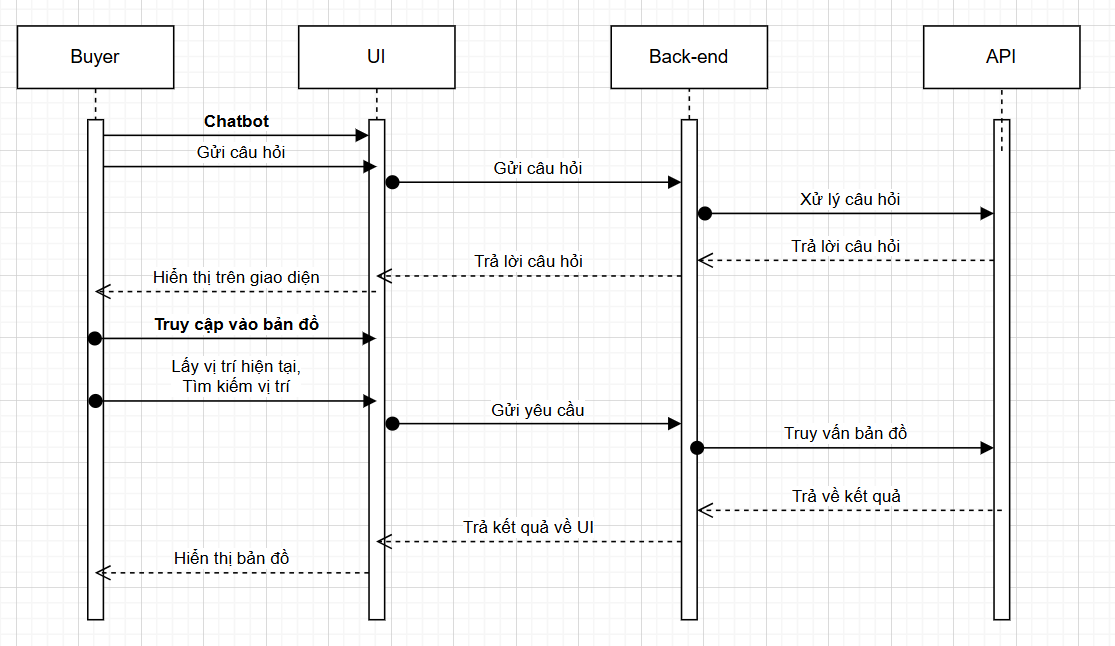 Buyer
UI
Back-end
API
Chatbot
Gửi câu hỏi
Gửi câu hỏi
Xử lý câu hỏi
Trả lời câu hỏi
Trả lời câu hỏi
Hiển thị trên giao diện
Truy cập vào bản đồ
Lấy vị trí hiện tại,
Tìm kiếm vị trí
Gửi yêu cầu
Truy vấn bản đồ
Trả về kết quả
Trả kết quả về UI
Hiển thị bản đồ